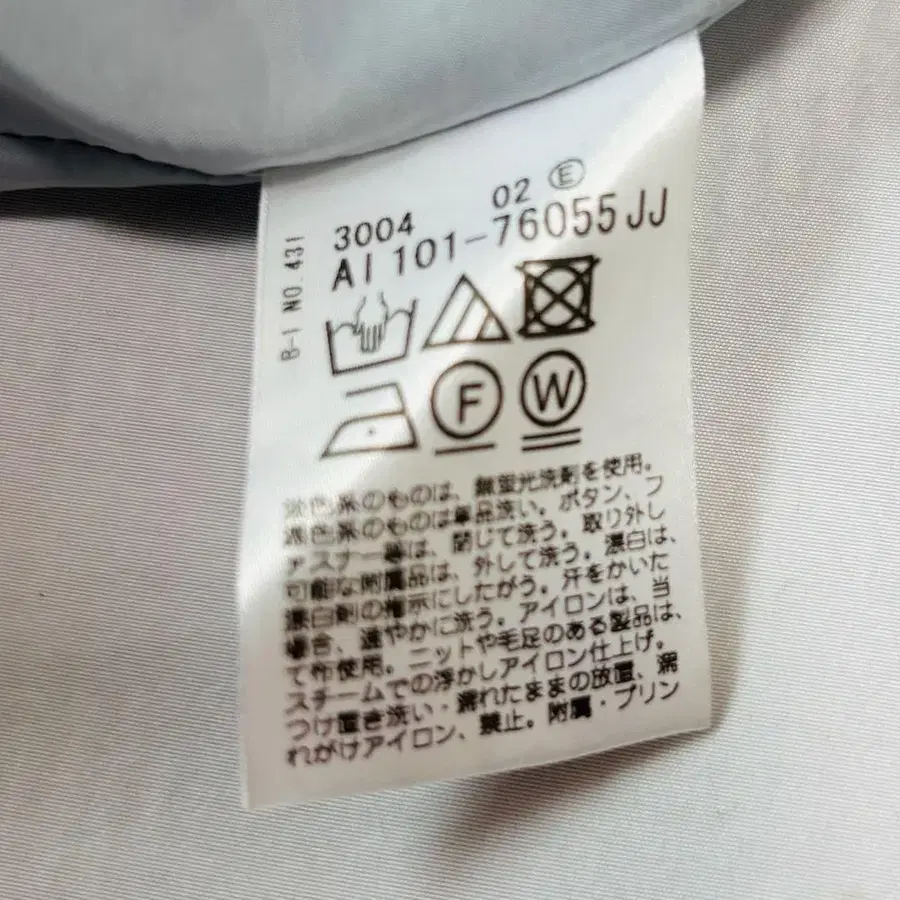 3004 02 Ⓔ
AI 101-76055JJ
B-1 NO.431
F W
淡色系のものは、無蛍光洗剤を使用。
濃色系のものは単品洗い。ボタン、フ
ァスナー等は、閉じて洗う。取り外し
可能な附属品は、外して洗う。漂白は、
漂白剤の指示にしたがう。汗をかいた
場合、速やかに洗う。アイロンは、当
て布使用。ニットや毛足のある製品は、
スチームでの浮かしアイロン仕上げ。
つけ置き洗い・濡れたままの放置、濡
れがけアイロン、禁止。附属・プリン